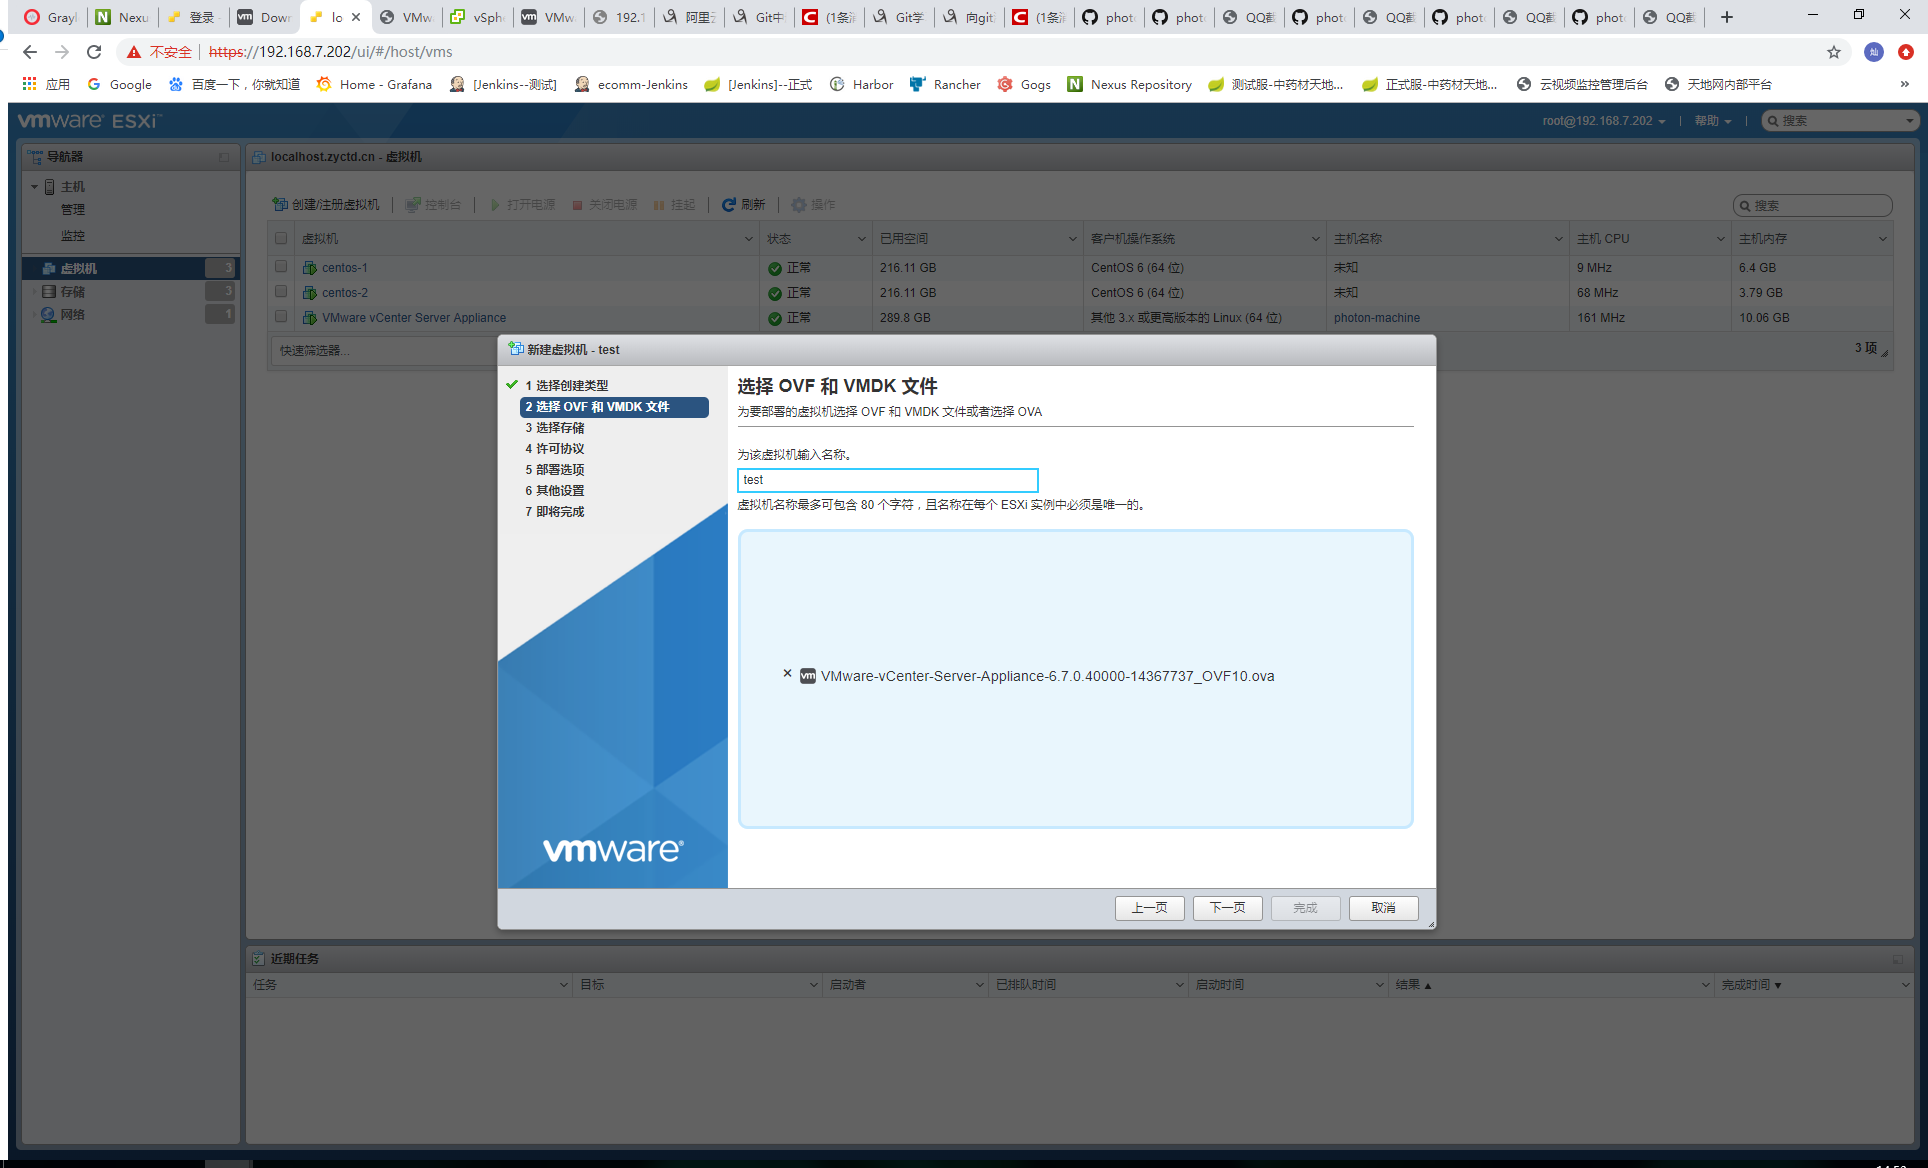 Grayl Nexu 登录 Dow lo VMw vSph VMw 192.1 阿里云 Git中 (1条消 Git学 向git (1条消 phot phot QQ截 phot QQ截 phot QQ截 phot QQ截
不安全 https://192.168.7.202/ui/#/host/vms
应用 Google 百度一下，你就知道 Home - Grafana [Jenkins--测试] ecomm-Jenkins [Jenkins]--正式 Harbor Rancher Gogs Nexus Repository 测试服-中药材天地... 正式服-中药材天地... 云视频监控管理后台 天地网内部平台 »
vmware ESXi™ root@192.168.7.202 帮助 搜索
导航器
主机
管理
监控
虚拟机 3
存储 3
网络 1
localhost.zyctd.cn - 虚拟机
创建/注册虚拟机 控制台 打开电源 关闭电源 挂起 刷新 操作 搜索
虚拟机 状态 已用空间 客户机操作系统 主机名称 主机 CPU 主机内存
centos-1 正常 216.11 GB CentOS 6 (64 位) 未知 9 MHz 6.4 GB
centos-2 正常 216.11 GB CentOS 6 (64 位) 未知 68 MHz 3.79 GB
VMware vCenter Server Appliance 正常 289.8 GB 其他 3.x 或更高版本的 Linux (64 位) photon-machine 161 MHz 10.06 GB
快速筛选器... 3 项
新建虚拟机 - test
1 选择创建类型
2 选择 OVF 和 VMDK 文件
3 选择存储
4 许可协议
5 部署选项
6 其他设置
7 即将完成
vmware
选择 OVF 和 VMDK 文件
为要部署的虚拟机选择 OVF 和 VMDK 文件或者选择 OVA
为该虚拟机输入名称。
test
虚拟机名称最多可包含 80 个字符，且名称在每个 ESXi 实例中必须是唯一的。
VMware-vCenter-Server-Appliance-6.7.0.40000-14367737_OVF10.ova
上一页 下一页 完成 取消
近期任务
任务 目标 启动者 已排队时间 启动时间 结果 ▲ 完成时间 ▼